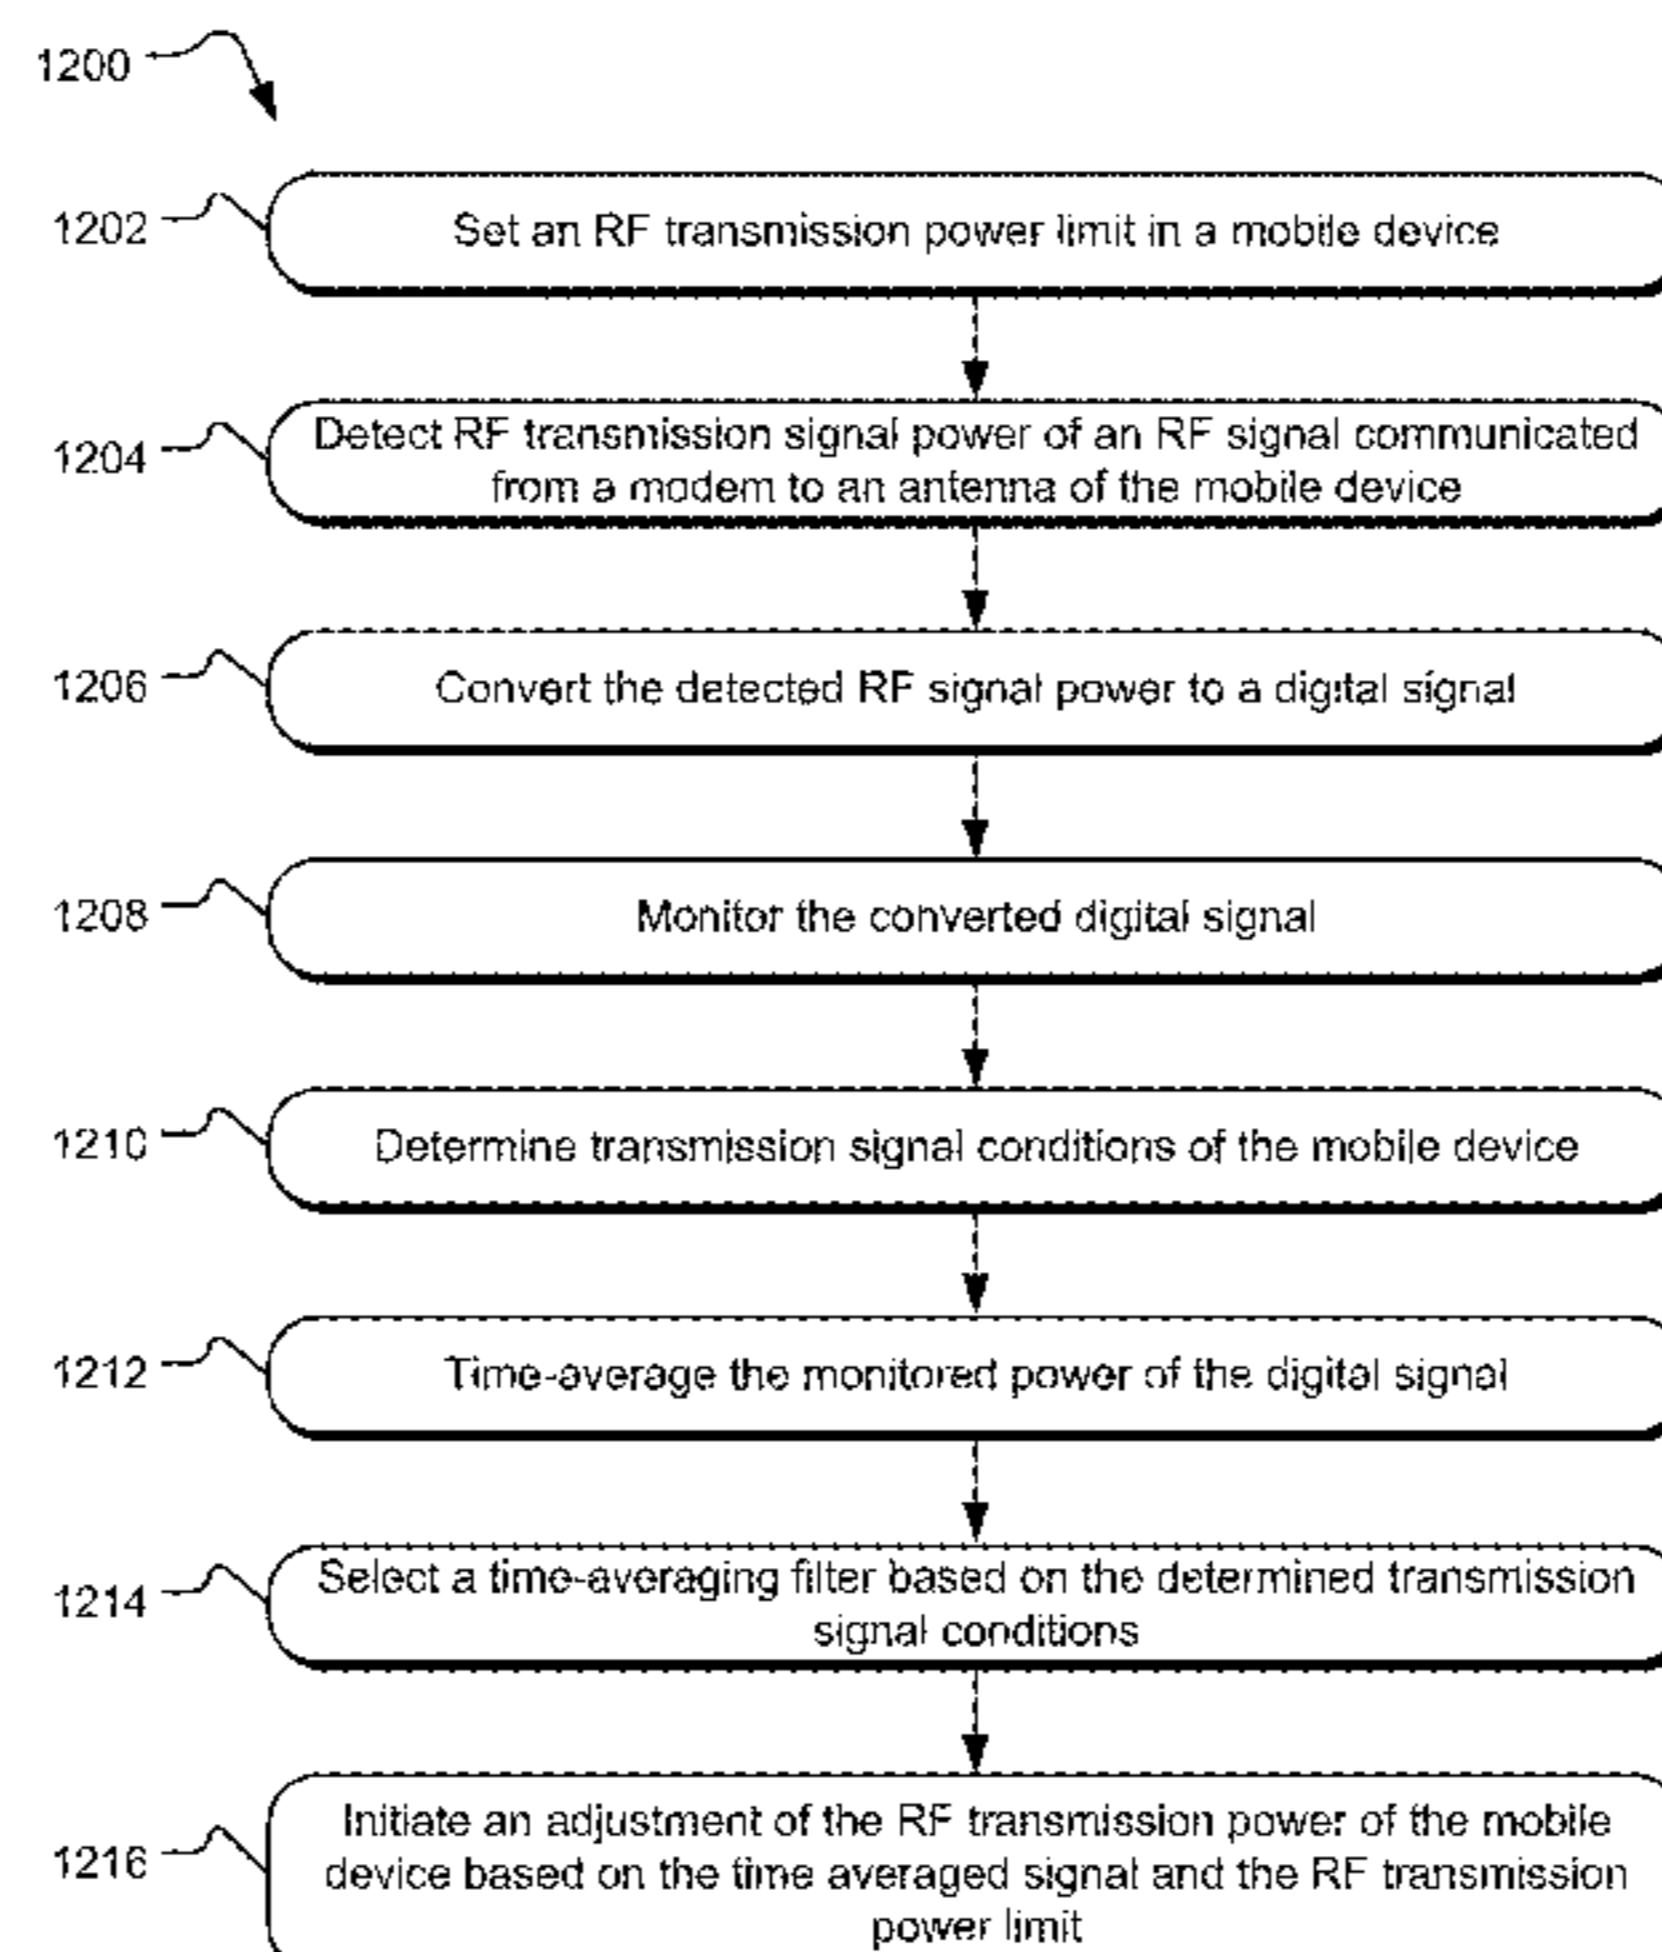 1200
1202
Set an RF transmission power limit in a mobile device
1204
Detect RF transmission signal power of an RF signal communicated
from a modem to an antenna of the mobile device
1206
Convert the detected RF signal power to a digital signal
1208
Monitor the converted digital signal
1210
Determine transmission signal conditions of the mobile device
1212
Time-average the monitored power of the digital signal
1214
Select a time-averaging filter based on the determined transmission
signal conditions
1216
Initiate an adjustment of the RF transmission power of the mobile
device based on the time averaged signal and the RF transmission
power limit